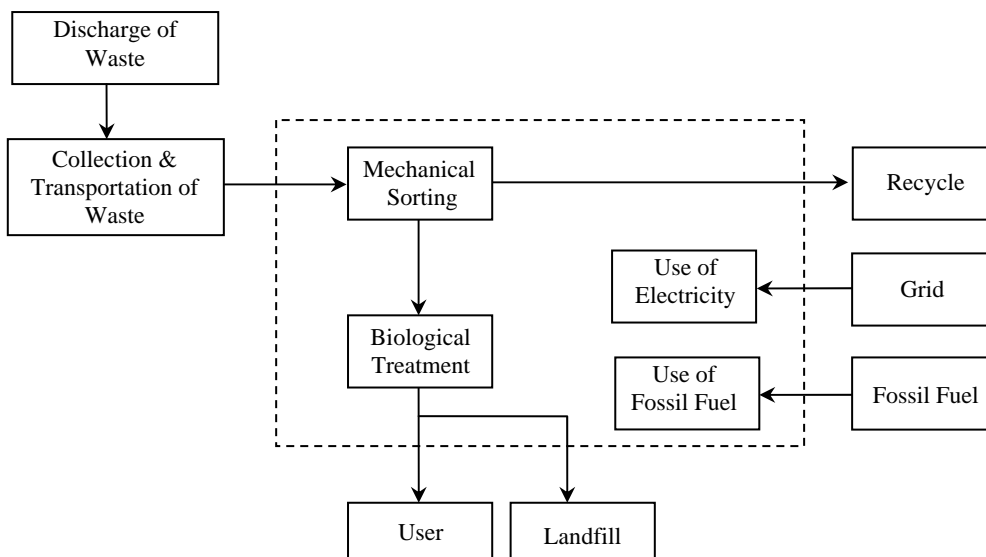 Discharge of
Waste
Collection &
Transportation of
Waste
Mechanical
Sorting
Recycle
Use of
Electricity
Grid
Biological
Treatment
Use of
Fossil Fuel
Fossil Fuel
User
Landfill